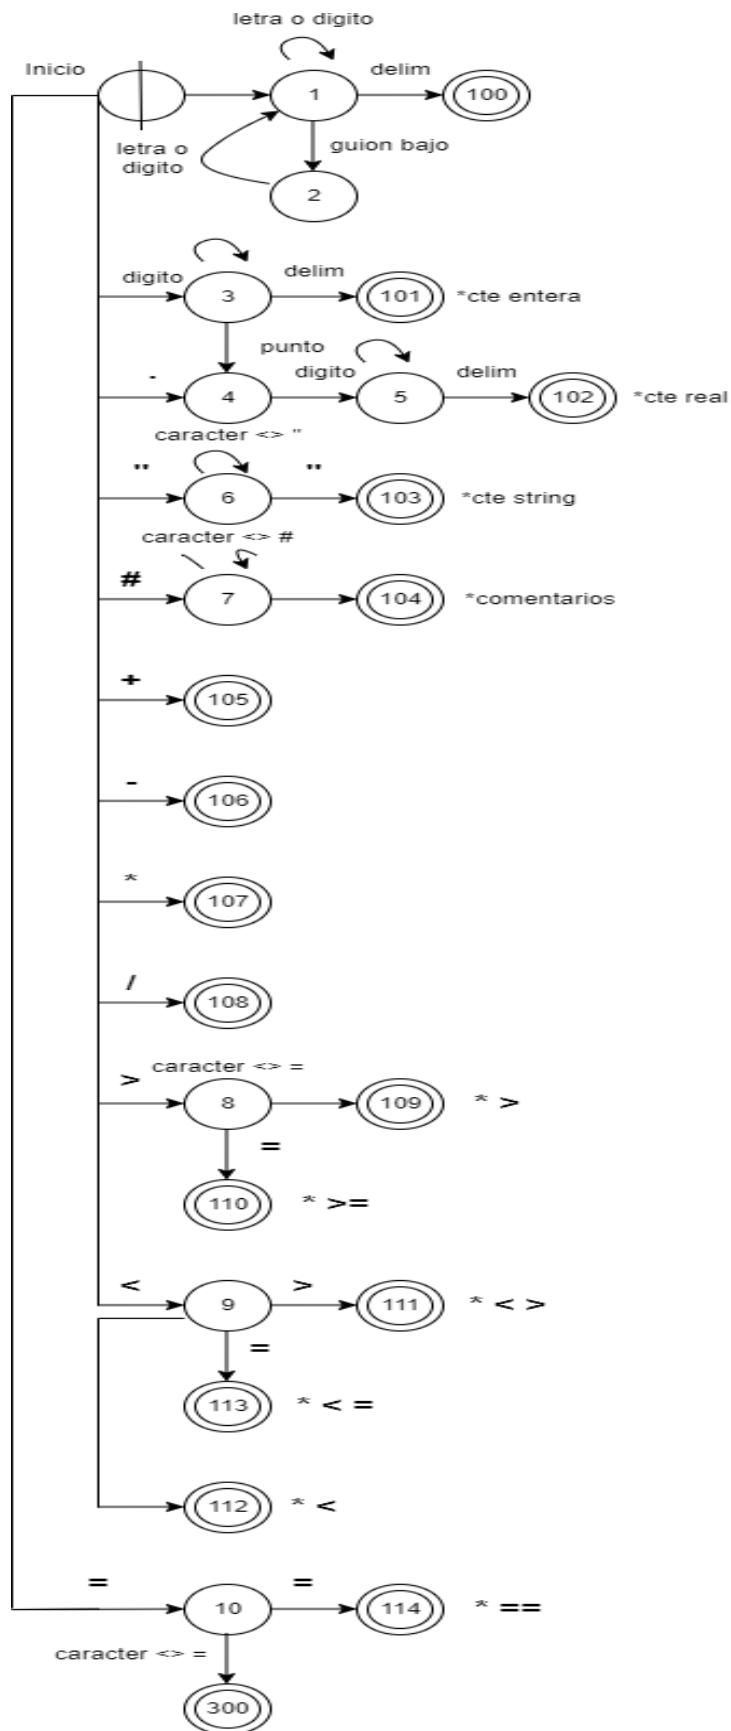 letra o digito
Inicio
delim
1
100
letra o
digito
guion bajo
2
digito
delim
3
101
*cte entera
punto
.
digito
delim
4
5
102
*cte real
caracter <> "
"
"
6
103
*cte string
caracter <> #
#
7
104
*comentarios
+
105
-
106
*
107
/
108
caracter <> =
>
8
109
* >
=
110
* >=
<
>
9
111
* < >
=
113
* < =
112
* <
=
=
10
114
* ==
caracter <> =
300